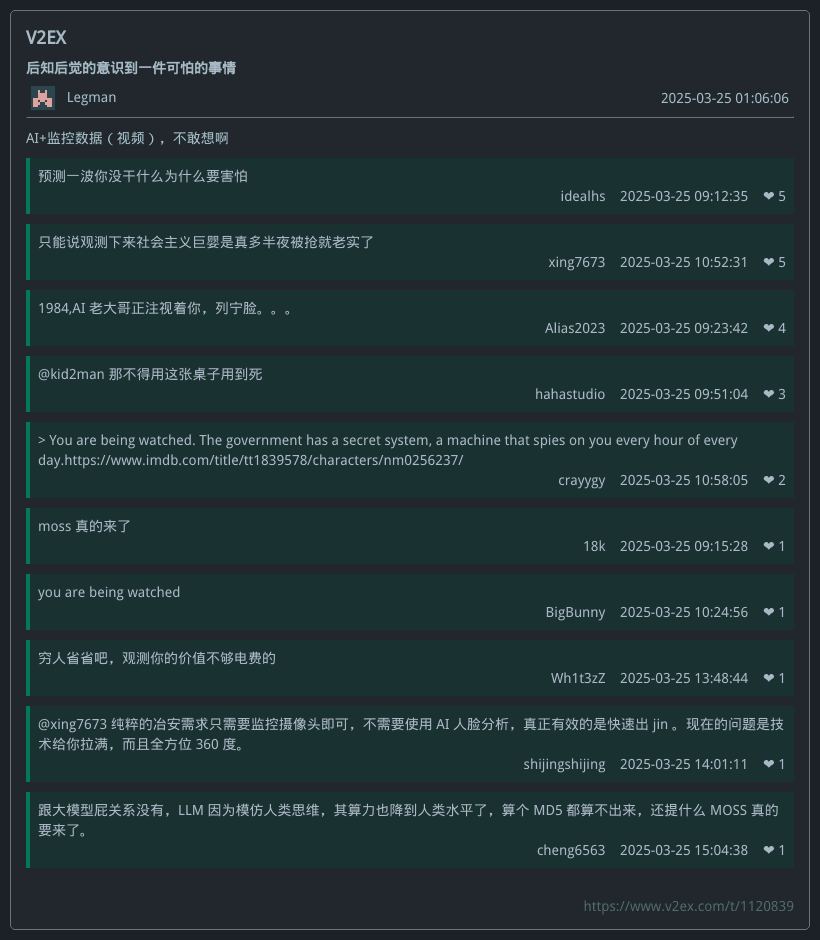 V2EX
后知后觉的意识到一件可怕的事情
Legman 2025-03-25 01:06:06
AI+监控数据（视频），不敢想啊
预测一波你没干什么为什么要害怕
idealhs 2025-03-25 09:12:35 ❤ 5
只能说观测下来社会主义巨婴是真多半夜被抢就老实了
xing7673 2025-03-25 10:52:31 ❤ 5
1984,AI 老大哥正注视着你，列宁脸。。。
Alias2023 2025-03-25 09:23:42 ❤ 4
@kid2man 那不得用这张桌子用到死
hahastudio 2025-03-25 09:51:04 ❤ 3
> You are being watched. The government has a secret system, a machine that spies on you every hour of every
day.https://www.imdb.com/title/tt1839578/characters/nm0256237/
crayygy 2025-03-25 10:58:05 ❤ 2
moss 真的来了
18k 2025-03-25 09:15:28 ❤ 1
you are being watched
BigBunny 2025-03-25 10:24:56 ❤ 1
穷人省省吧，观测你的价值不够电费的
Wh1t3zZ 2025-03-25 13:48:44 ❤ 1
@xing7673 纯粹的冶安需求只需要监控摄像头即可，不需要使用 AI 人脸分析，真正有效的是快速出 jin 。现在的问题是技
术给你拉满，而且全方位 360 度。
shijingshijing 2025-03-25 14:01:11 ❤ 1
跟大模型屁关系没有，LLM 因为模仿人类思维，其算力也降到人类水平了，算个 MD5 都算不出来，还提什么 MOSS 真的
要来了。
cheng6563 2025-03-25 15:04:38 ❤ 1
https://www.v2ex.com/t/1120839